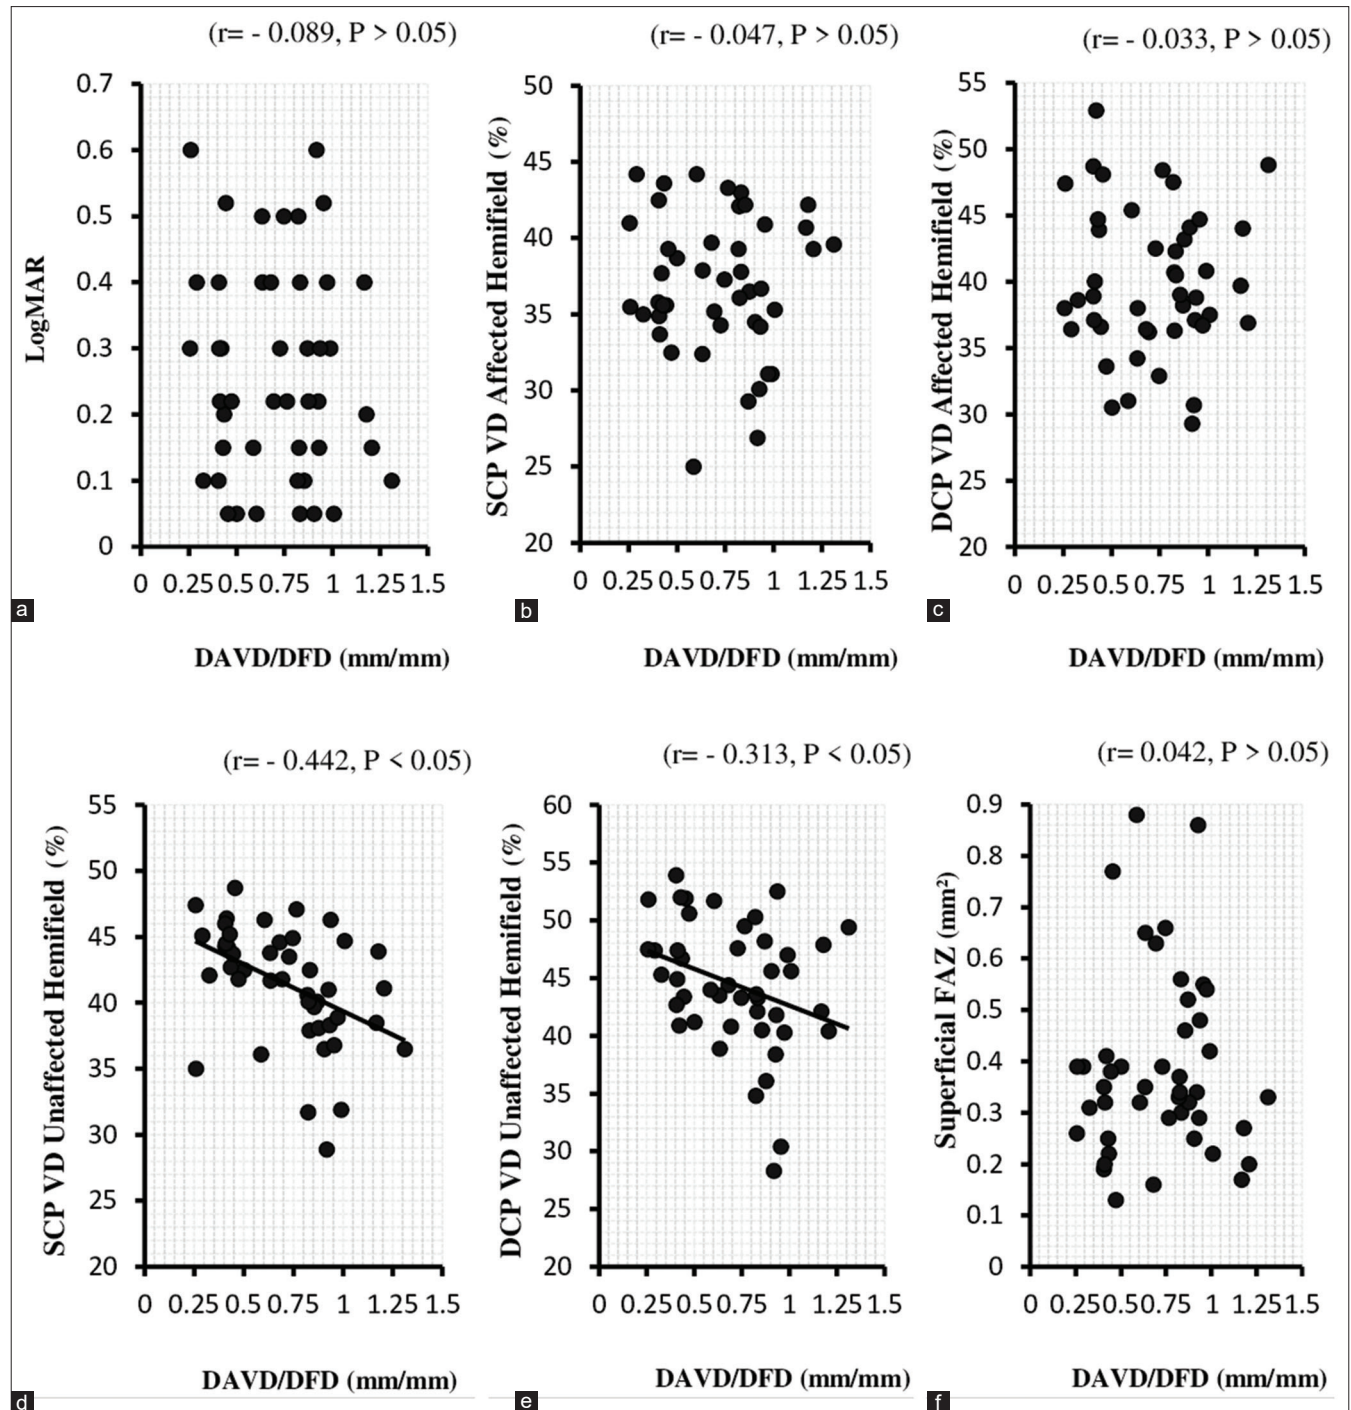 (r= - 0.089, P > 0.05)
0.7
0.6
0.5
0.4
0.3
0.2
0.1
0
LogMAR
0 0.25 0.5 0.75 1 1.25 1.5
a
DAVD/DFD (mm/mm)
(r= - 0.047, P > 0.05)
50
45
40
35
30
25
20
SCP VD Affected Hemifield (%)
0 0.25 0.5 0.75 1 1.25 1.5
b
DAVD/DFD (mm/mm)
(r= - 0.033, P > 0.05)
55
50
45
40
35
30
25
20
DCP VD Affected Hemifield (%)
0 0.25 0.5 0.75 1 1.25 1.5
c
DAVD/DFD (mm/mm)
(r= - 0.442, P < 0.05)
55
50
45
40
35
30
25
20
SCP VD Unaffected Hemifield (%)
0 0.25 0.5 0.75 1 1.25 1.5
DAVD/DFD (mm/mm)
d
(r= - 0.313, P < 0.05)
60
55
50
45
40
35
30
25
20
DCP VD Unaffected Hemifield (%)
0 0.25 0.5 0.75 1 1.25 1.5
DAVD/DFD (mm/mm)
e
(r= 0.042, P > 0.05)
0.9
0.8
0.7
0.6
0.5
0.4
0.3
0.2
0.1
0
Superficial FAZ (mm²)
0 0.25 0.5 0.75 1 1.25 1.5
DAVD/DFD (mm/mm)
f